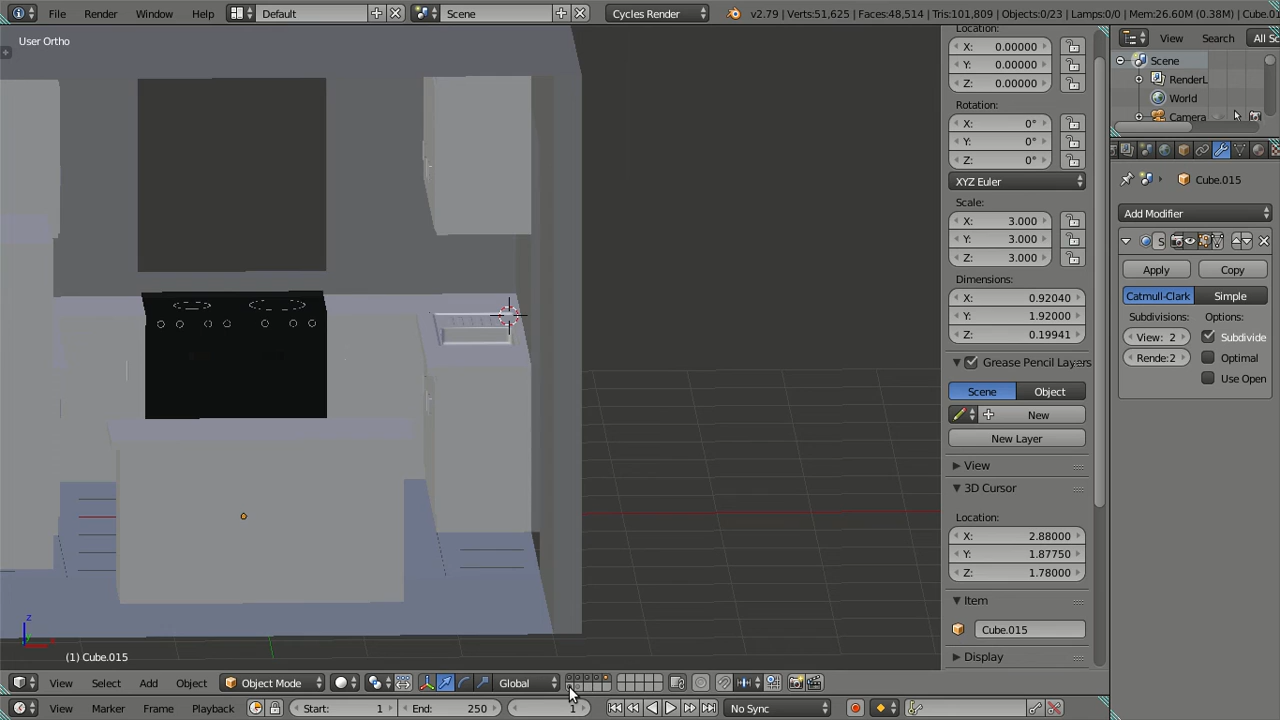 File Render Window Help Default Scene Cycles Render v2.79 | Verts:51,625 | Faces:48,514 | Tris:101,809 | Objects:0/23 | Lamps:0/0 | Mem:26.60M (0.38M) | Cube.01
User Ortho
Location:
X: 0.00000
Y: 0.00000
Z: 0.00000
Rotation:
X: 0°
Y: 0°
Z: 0°
XYZ Euler
Scale:
X: 3.000
Y: 3.000
Z: 3.000
Dimensions:
X: 0.92040
Y: 1.92000
Z: 0.19941
Grease Pencil Layers
Scene Object
New
New Layer
View
3D Cursor
Location:
X: 2.88000
Y: 1.87750
Z: 1.78000
Item
Cube.015
Display
View Search All Sc
Scene
RenderL
World
Camera
Cube.015
Add Modifier
S
Apply Copy
Catmull-Clark Simple
Subdivisions: Options:
View: 2 Subdivide
Rende:2 Optimal
Use Open
z
x
y
(1) Cube.015
View Select Add Object Object Mode Global
View Marker Frame Playback Start: 1 End: 250 1 No Sync